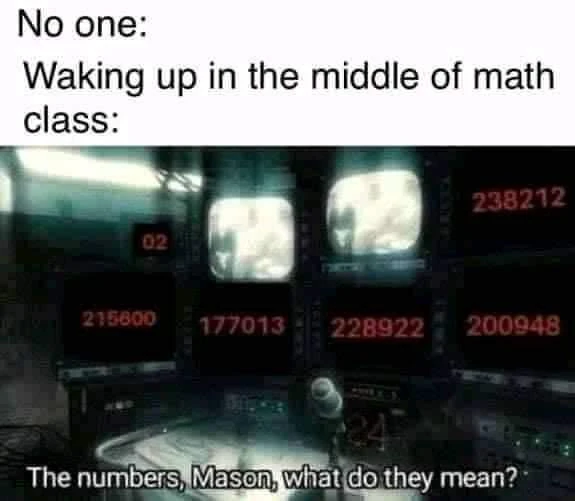 No one:
Waking up in the middle of math
class:
238212
02
215600 177013 228922 200948
24
The numbers, Mason, what do they mean?